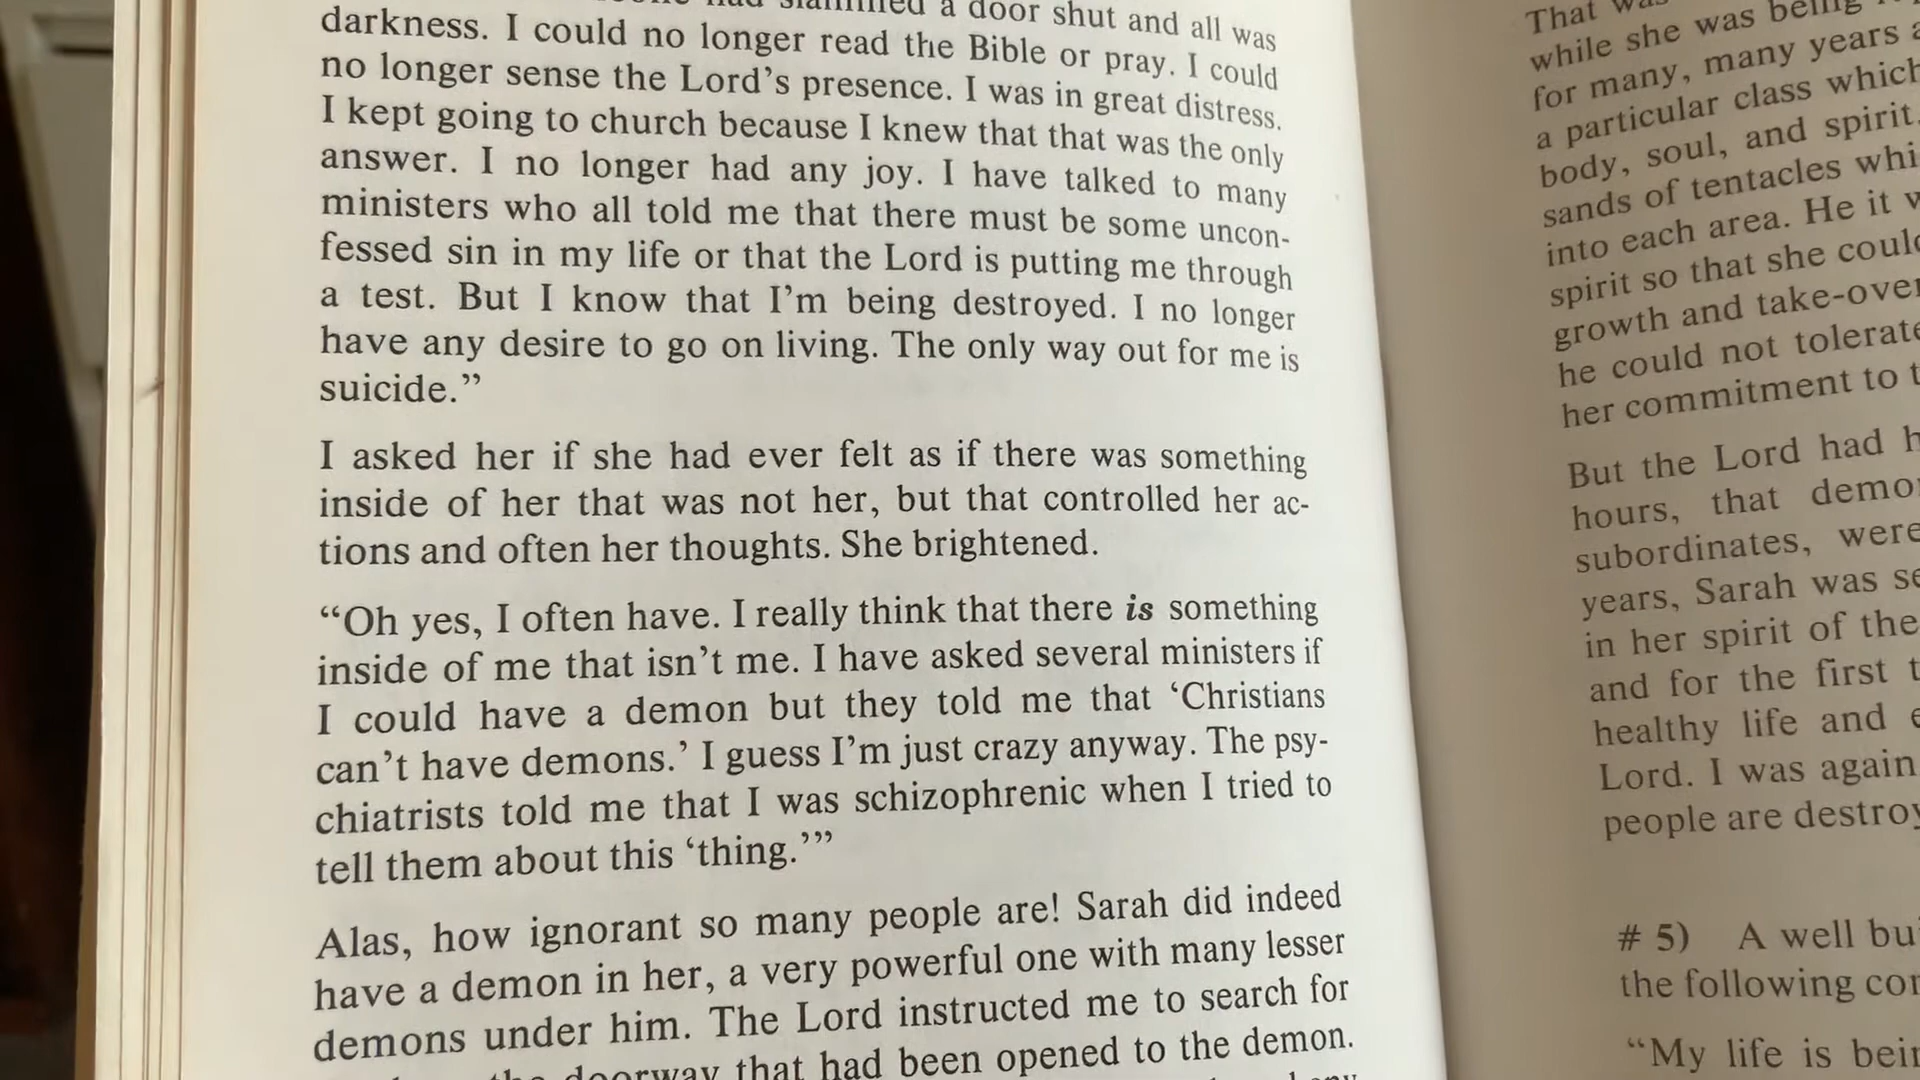 a door shut and all was
darkness. I could no longer read the Bible or pray. I could
no longer sense the Lord's presence. I was in great distress.
I kept going to church because I knew that that was the only
answer. I no longer had any joy. I have talked to many
ministers who all told me that there must be some uncon-
fessed sin in my life or that the Lord is putting me through
a test. But I know that I'm being destroyed. I no longer
have any desire to go on living. The only way out for me is
suicide.”
I asked her if she had ever felt as if there was something
inside of her that was not her, but that controlled her ac-
tions and often her thoughts. She brightened.
“Oh yes, I often have. I really think that there is something
inside of me that isn't me. I have asked several ministers if
I could have a demon but they told me that ‘Christians
can't have demons.’ I guess I'm just crazy anyway. The psy-
chiatrists told me that I was schizophrenic when I tried to
tell them about this ‘thing.’”
Alas, how ignorant so many people are! Sarah did indeed
have a demon in her, a very powerful one with many lesser
demons under him. The Lord instructed me to search for
doorway that had been opened to the demon.
That
while she was being
for many, many years
a particular class which
body, soul, and spirit.
sands of tentacles
into each area. He it
spirit so that she
growth and
he could not
her commitment to
But the Lord had
hours, that
subordinates, were
years, Sarah was
in her spirit of the
and for the first
healthy life and
Lord. I was again
people are
# 5) A well
the following
“My life is